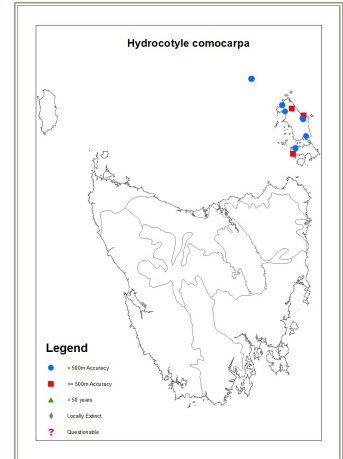 Hydrocotyle comocarpa
Legend
< 500m Accuracy
>= 500m Accuracy
> 50 years
Locally Extinct
? Questionable